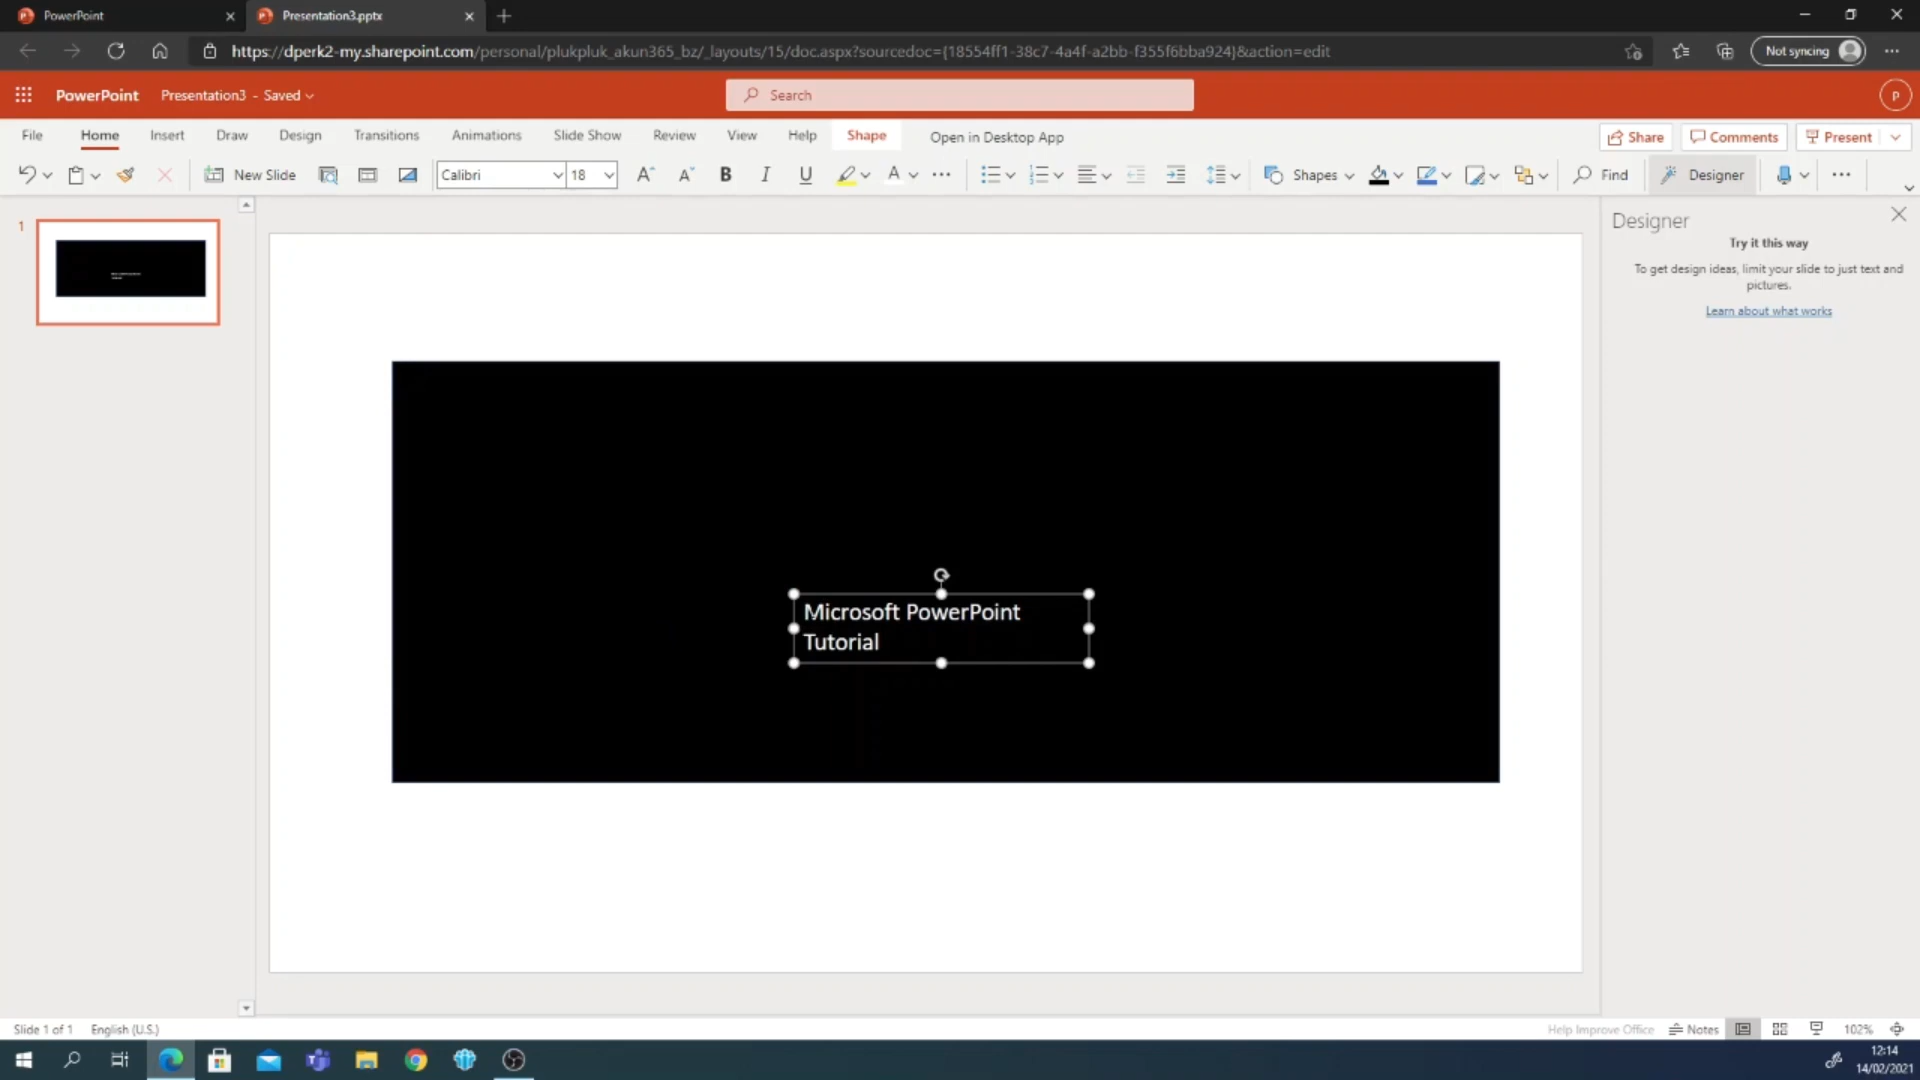 PowerPoint
Presentation3.pptx
https://dperk2-my.sharepoint.com/personal/plukpluk_akun365_bz/_layouts/15/doc.aspx?sourcedoc={18554ff1-38c7-4a4f-a2bb-f355f6bba924}&action=edit
Not syncing
PowerPoint
Presentation3 - Saved
Search
P
File
Home
Insert
Draw
Design
Transitions
Animations
Slide Show
Review
View
Help
Shape
Open in Desktop App
Share
Comments
Present
New Slide
Calibri
18
B
I
U
A
Shapes
Find
Designer
1
Designer
Try it this way
To get design ideas, limit your slide to just text and
pictures.
Learn about what works
Microsoft PowerPoint
Tutorial
Slide 1 of 1
English (U.S.)
Help Improve Office
Notes
102%
12:14
14/02/2021